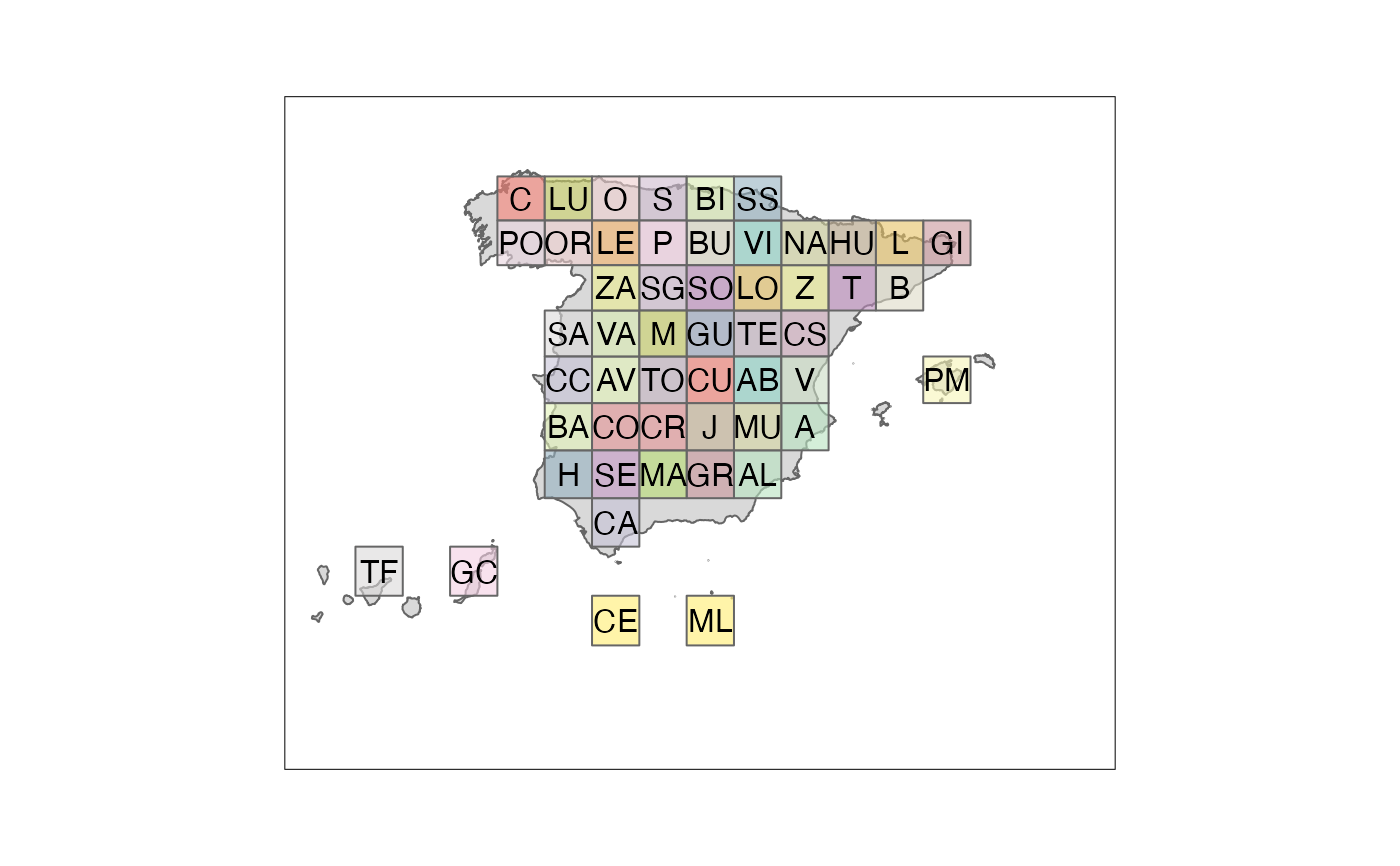 C LU O S BI SS
PO OR LE P BU VI NA HU L GI
ZA SG SO LO Z T B
SA VA M GU TE CS
CC AV TO CU AB V PM
BA CO CR J MU A
H SE MA GR AL
CA
TF GC
CE ML